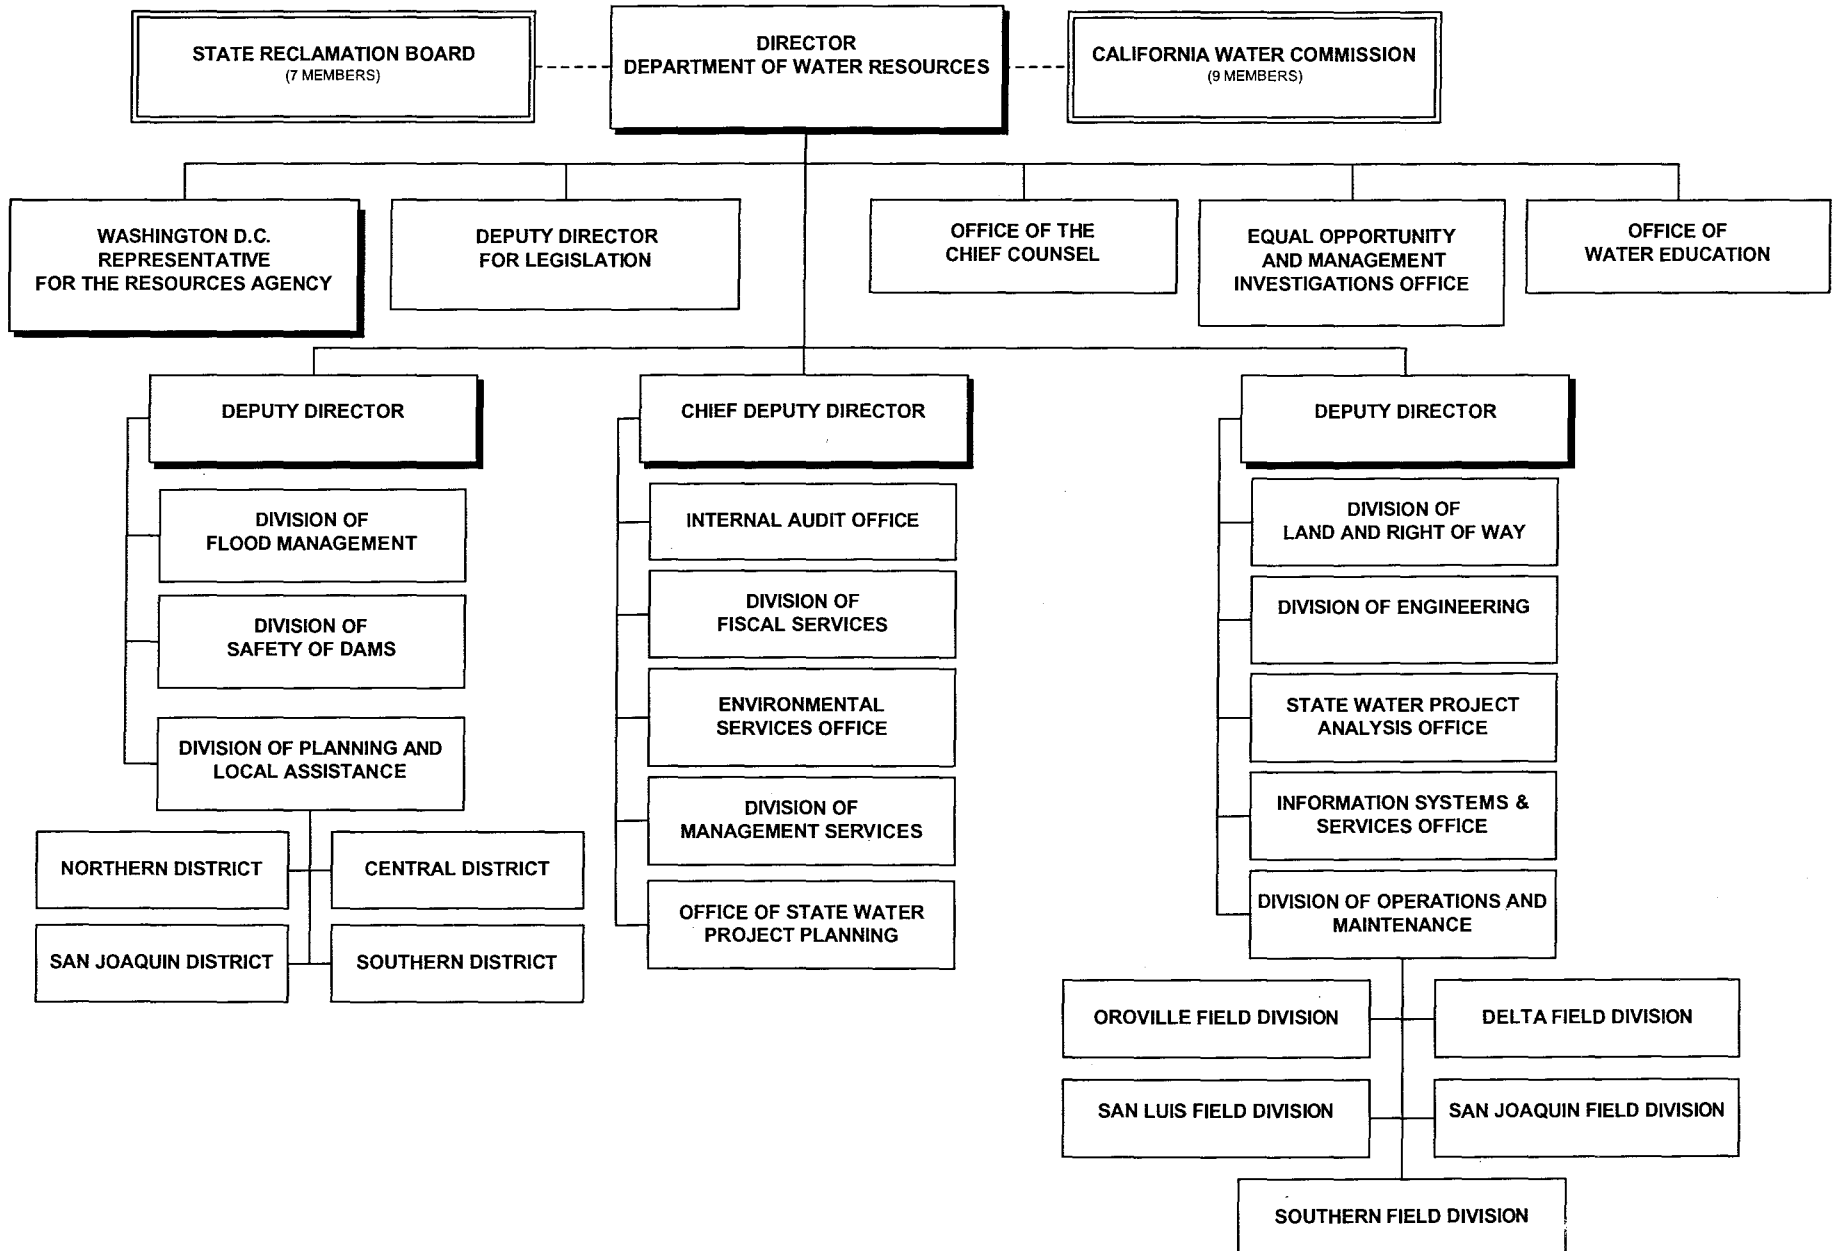 STATE RECLAMATION BOARD
(7 MEMBERS)
DIRECTOR
DEPARTMENT OF WATER RESOURCES
CALIFORNIA WATER COMMISSION
(9 MEMBERS)
WASHINGTON D.C.
REPRESENTATIVE
FOR THE RESOURCES AGENCY
DEPUTY DIRECTOR
FOR LEGISLATION
OFFICE OF THE
CHIEF COUNSEL
EQUAL OPPORTUNITY
AND MANAGEMENT
INVESTIGATIONS OFFICE
OFFICE OF
WATER EDUCATION
DEPUTY DIRECTOR
DIVISION OF
FLOOD MANAGEMENT
DIVISION OF
SAFETY OF DAMS
DIVISION OF PLANNING AND
LOCAL ASSISTANCE
NORTHERN DISTRICT
CENTRAL DISTRICT
SAN JOAQUIN DISTRICT
SOUTHERN DISTRICT
CHIEF DEPUTY DIRECTOR
INTERNAL AUDIT OFFICE
DIVISION OF
FISCAL SERVICES
ENVIRONMENTAL
SERVICES OFFICE
DIVISION OF
MANAGEMENT SERVICES
OFFICE OF STATE WATER
PROJECT PLANNING
DEPUTY DIRECTOR
DIVISION OF
LAND AND RIGHT OF WAY
DIVISION OF ENGINEERING
STATE WATER PROJECT
ANALYSIS OFFICE
INFORMATION SYSTEMS &
SERVICES OFFICE
DIVISION OF OPERATIONS AND
MAINTENANCE
OROVILLE FIELD DIVISION
DELTA FIELD DIVISION
SAN LUIS FIELD DIVISION
SAN JOAQUIN FIELD DIVISION
SOUTHERN FIELD DIVISION